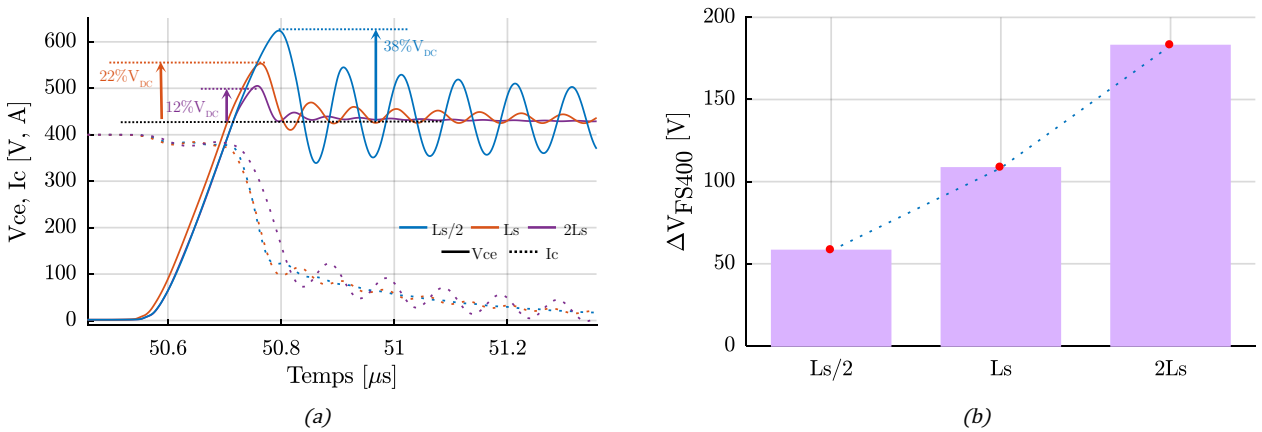 600
500
400
300
200
100
0
Vce, Ic [V, A]
22%V_DC
12%V_DC
38%V_DC
Ls/2 Ls 2Ls
Vce Ic
50.6 50.8 51 51.2
Temps [μs]
(a)
200
150
100
50
0
ΔV_FS400 [V]
Ls/2 Ls 2Ls
(b)